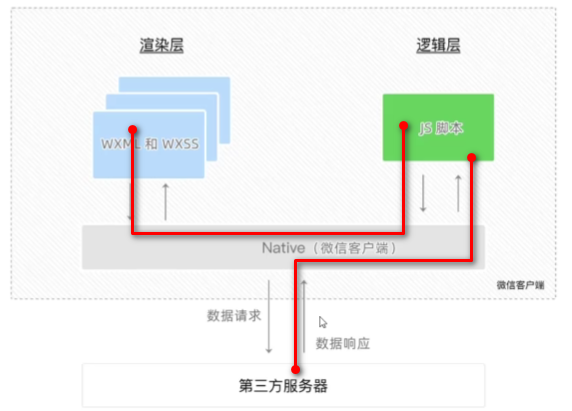 渲染层
逻辑层
WXML 和 WXSS
JS 脚本
Native（微信客户端）
微信客户端
数据请求
数据响应
第三方服务器